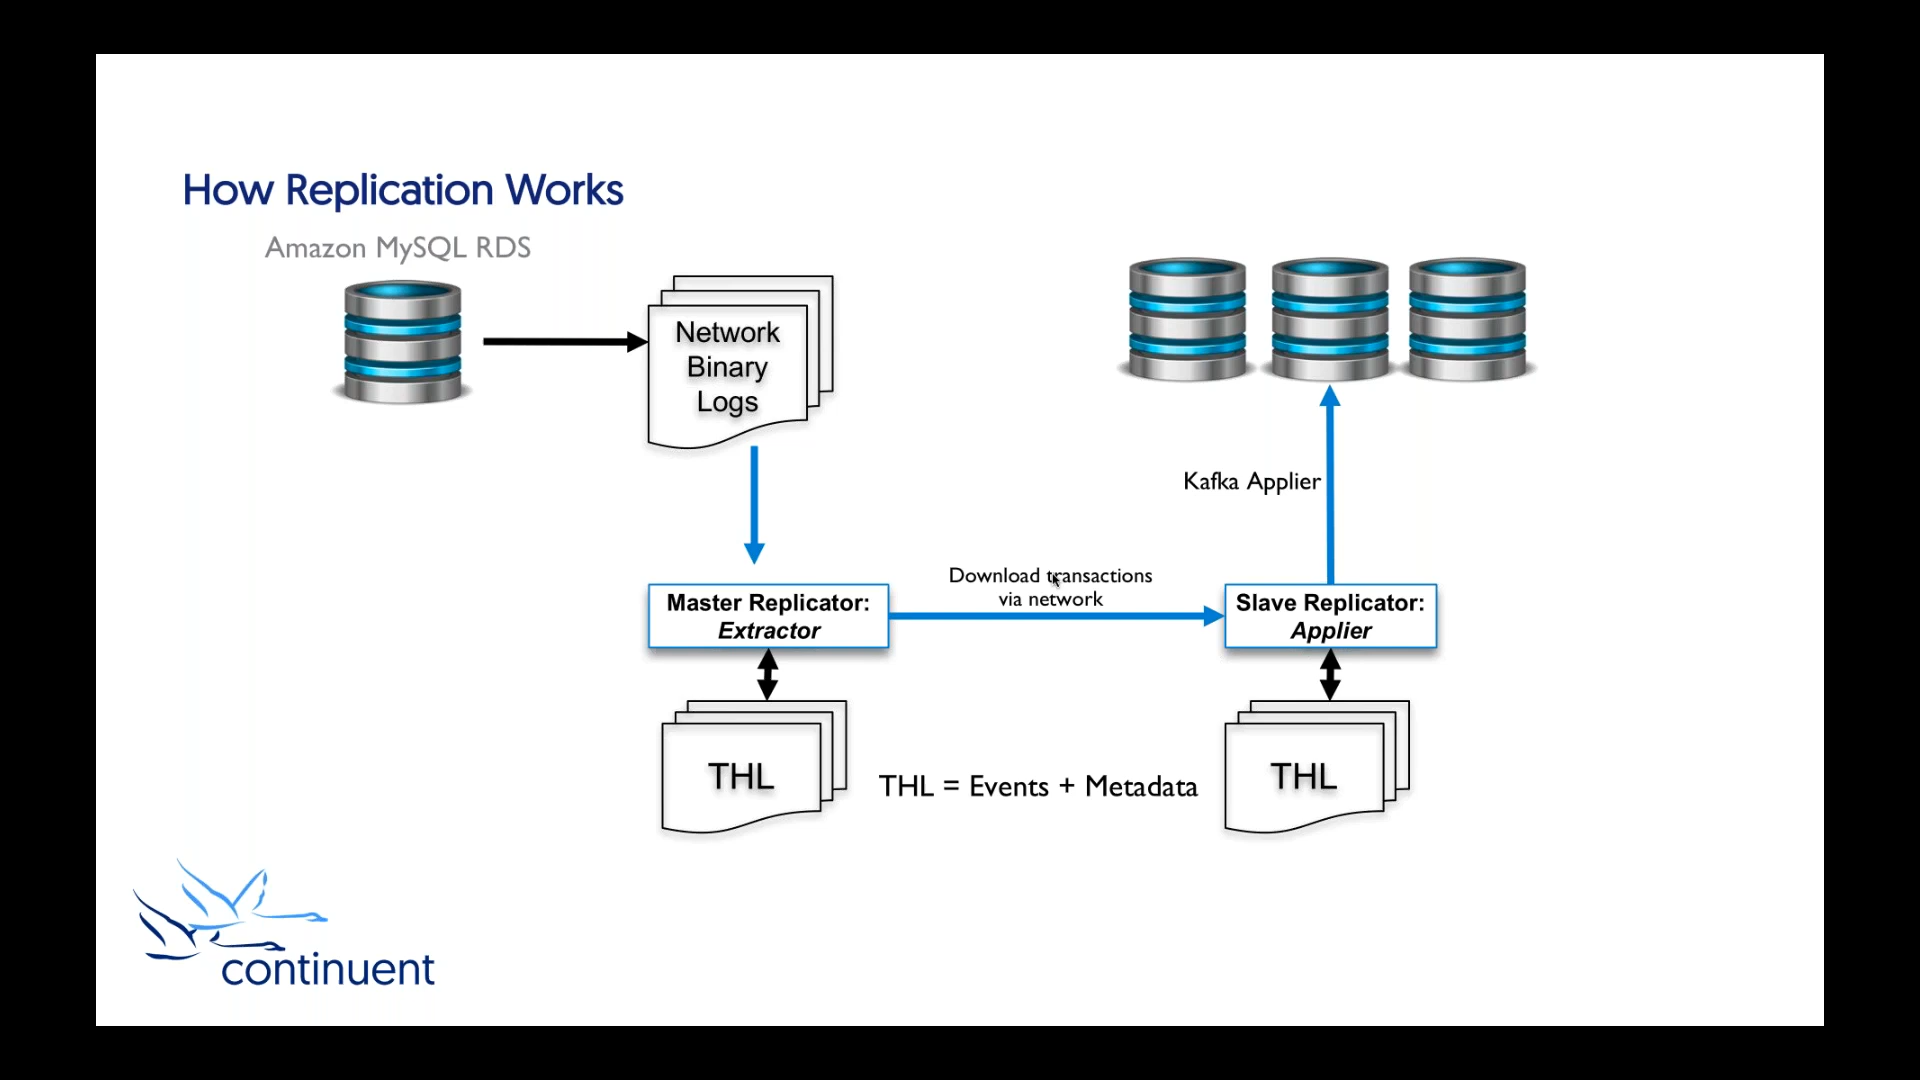 How Replication Works
Amazon MySQL RDS
Network
Binary
Logs
Kafka Applier
Download transactions
via network
Master Replicator:
Extractor
Slave Replicator:
Applier
THL
THL = Events + Metadata
THL
continuent